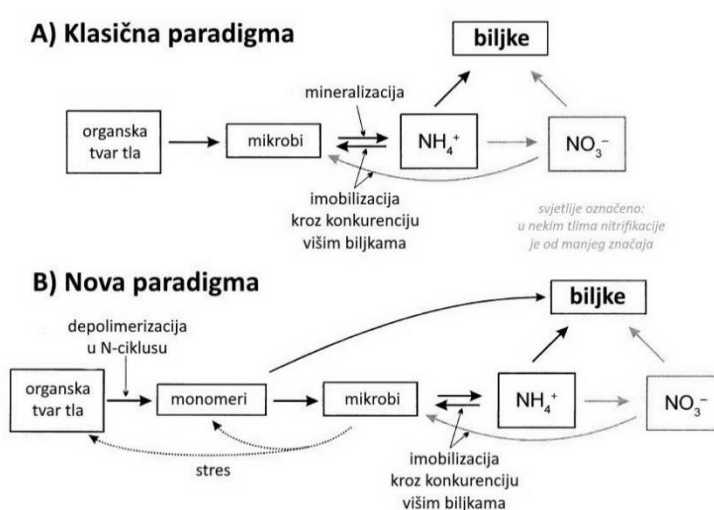 A) Klasična paradigma
biljke
mineralizacija
organska
tvar tla
mikrobi
NH₄⁺
NO₃⁻
imobilizacija
kroz konkurenciju
višim biljkama
svjetlije označeno:
u nekim tlima nitrifikacije
je od manjeg značaja
B) Nova paradigma
biljke
depolimerizacija
u N-ciklusu
organska
tvar tla
monomeri
mikrobi
NH₄⁺
NO₃⁻
stres
imobilizacija
kroz konkurenciju
višim biljkama